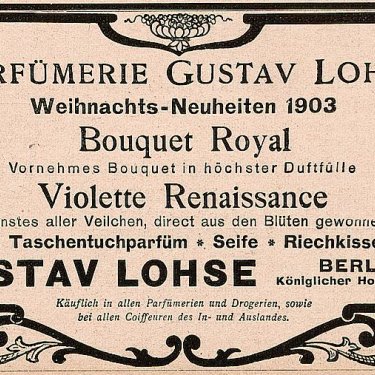 RFÜMERIE GUSTAV LOH
Weihnachts-Neuheiten 1903
Bouquet Royal
Vornehmes Bouquet in höchster Duftfülle
Violette Renaissance
instes aller Veilchen, direct aus den Blüten gewonne
Taschentuchparfüm * Seife * Riechkisse
STAV LOHSE BERL
Königlicher Ho
Käuflich in allen Parfümerien und Drogerien, sowie
bei allen Coiffeuren des In- und Auslandes.